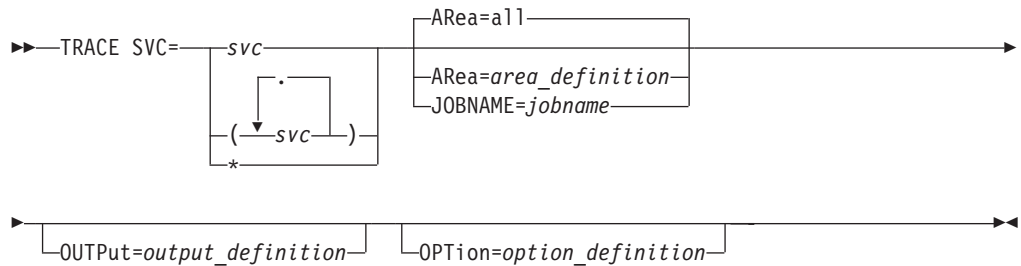 ARea=all
TRACE SVC= svc
. ARea=area_definition
JOBNAME=jobname
( svc )
*
OUTPut=output_definition OPTion=option_definition